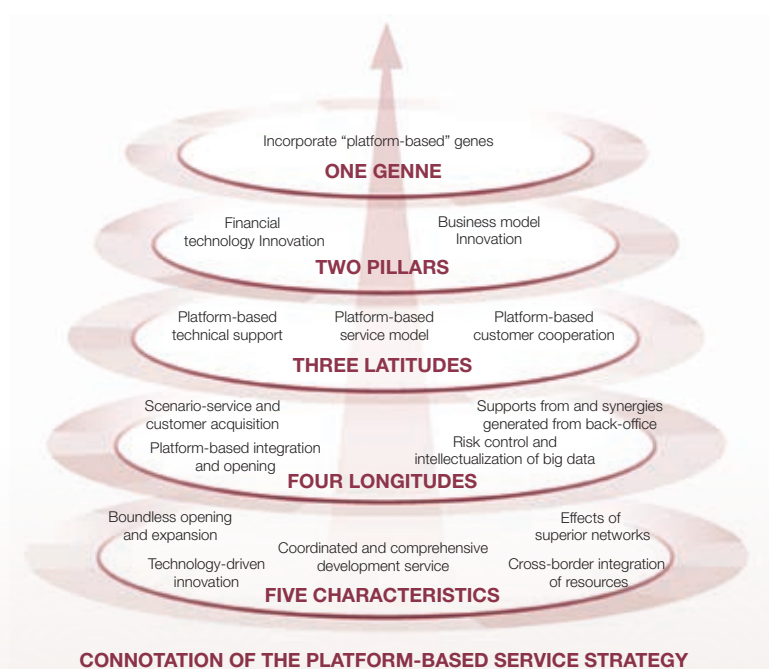 Incorporate “platform-based” genes
ONE GENNE
Financial
technology Innovation
Business model
Innovation
TWO PILLARS
Platform-based
technical support
Platform-based
service model
Platform-based
customer cooperation
THREE LATITUDES
Scenario-service and
customer acquisition
Supports from and synergies
generated from back-office
Platform-based integration
and opening
Risk control and
intellectualization of big data
FOUR LONGITUDES
Boundless opening
and expansion
Effects of
superior networks
Technology-driven
innovation
Coordinated and comprehensive
development service
Cross-border integration
of resources
FIVE CHARACTERISTICS
CONNOTATION OF THE PLATFORM-BASED SERVICE STRATEGY